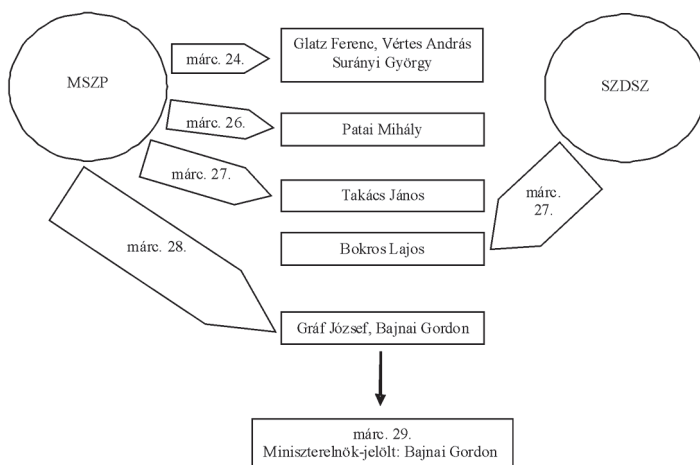 MSZP
márc. 24.
Glatz Ferenc, Vértes András
Surányi György
SZDSZ
márc. 26.
Patai Mihály
márc. 27.
Takács János
márc.
27.
márc. 28.
Bokros Lajos
Gráf József, Bajnai Gordon
márc. 29.
Miniszterelnök-jelölt: Bajnai Gordon